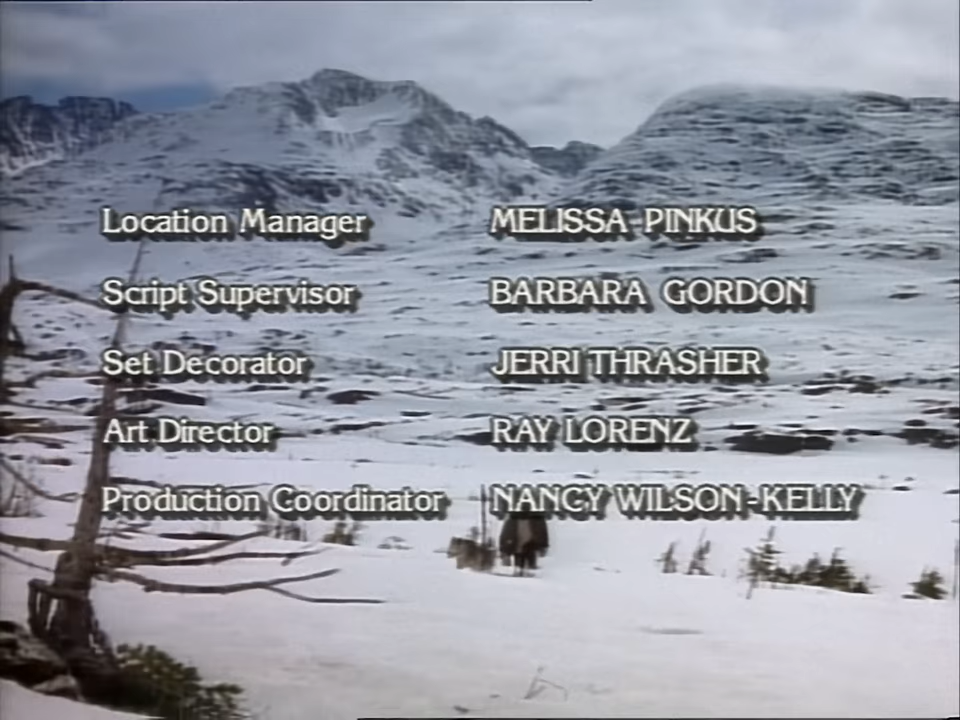 Location Manager MELISSA PINKUS
Script Supervisor BARBARA GORDON
Set Decorator JERRI THRASHER
Art Director RAY LORENZ
Production Coordinator NANCY WILSON-KELLY